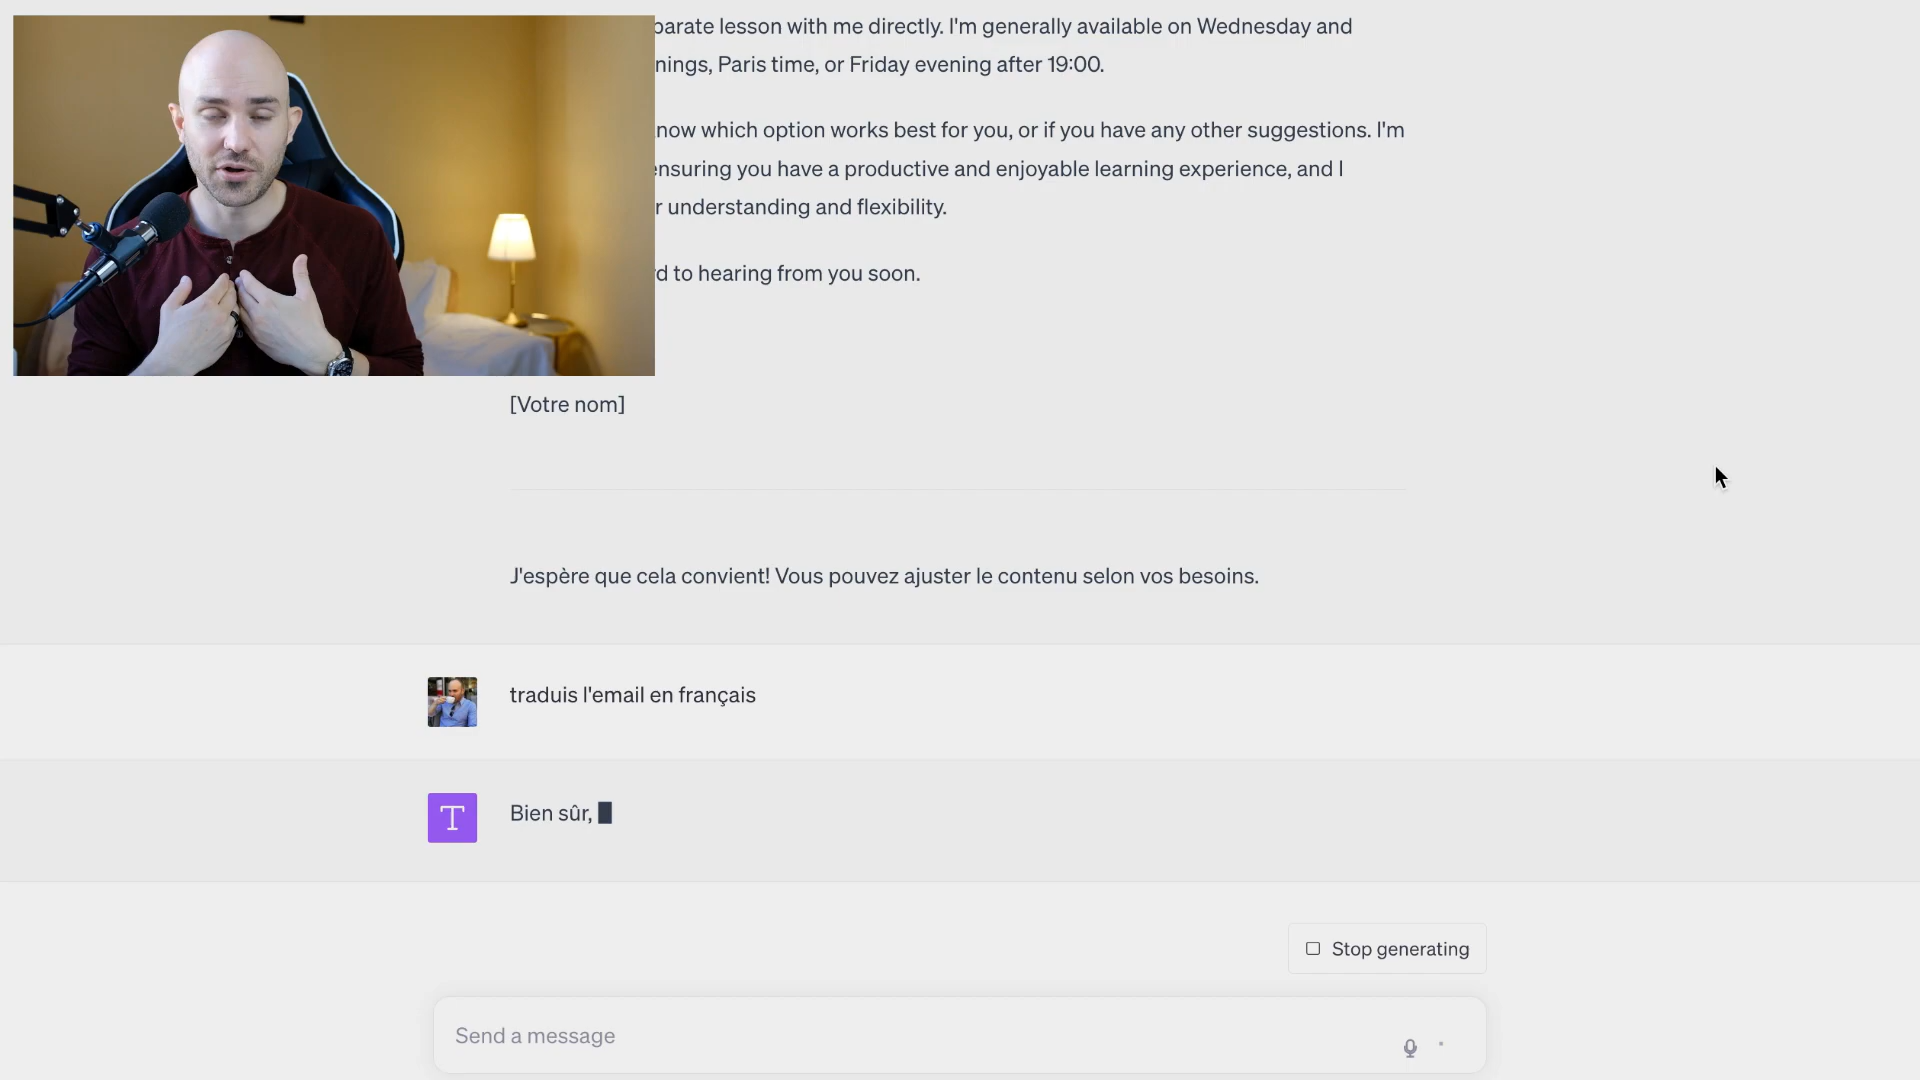 parate lesson with me directly. I'm generally available on Wednesday and
nings, Paris time, or Friday evening after 19:00.
now which option works best for you, or if you have any other suggestions. I'm
ensuring you have a productive and enjoyable learning experience, and I
r understanding and flexibility.
d to hearing from you soon.
[Votre nom]
J'espère que cela convient! Vous pouvez ajuster le contenu selon vos besoins.
traduis l'email en français
T
Bien sûr,
Stop generating
Send a message